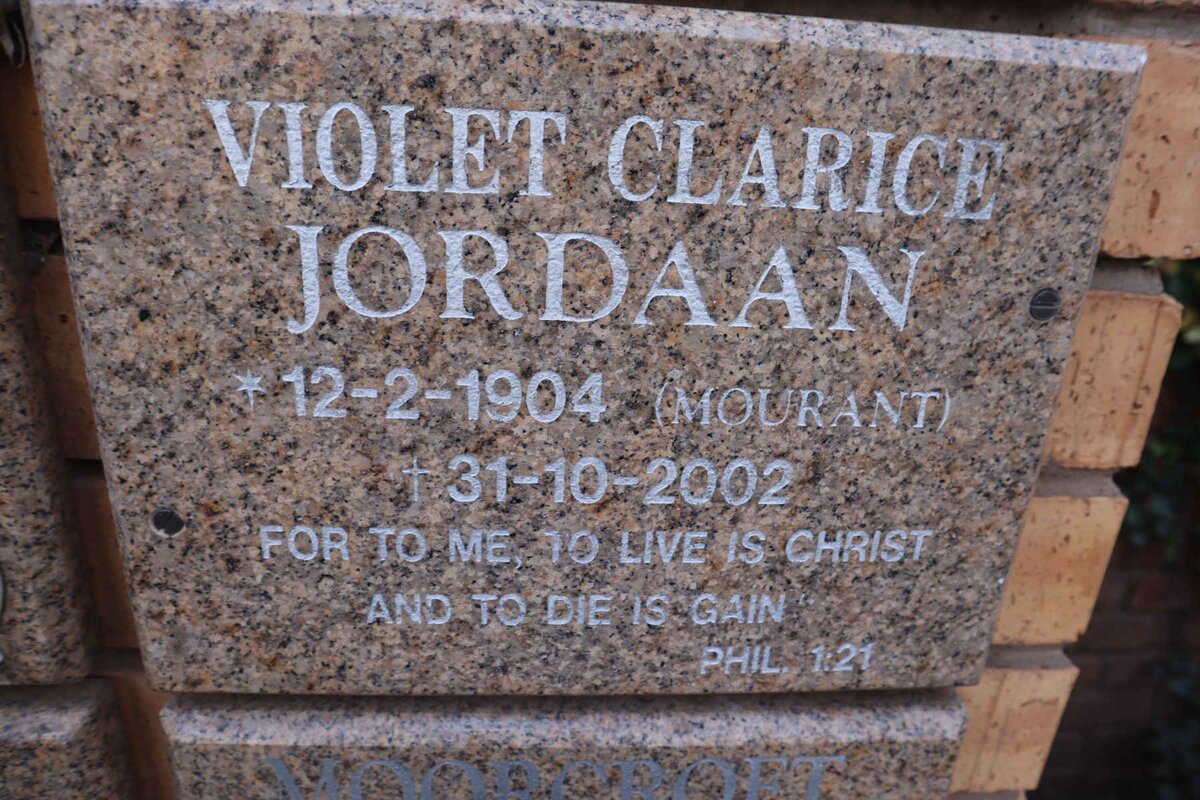 VIOLET CLARICE
JORDAAN
* 12-2-1904 (MOURANT)
† 31-10-2002
FOR TO ME, TO LIVE IS CHRIST
AND TO DIE IS GAIN"
PHIL. 1:21
MOORCROFT